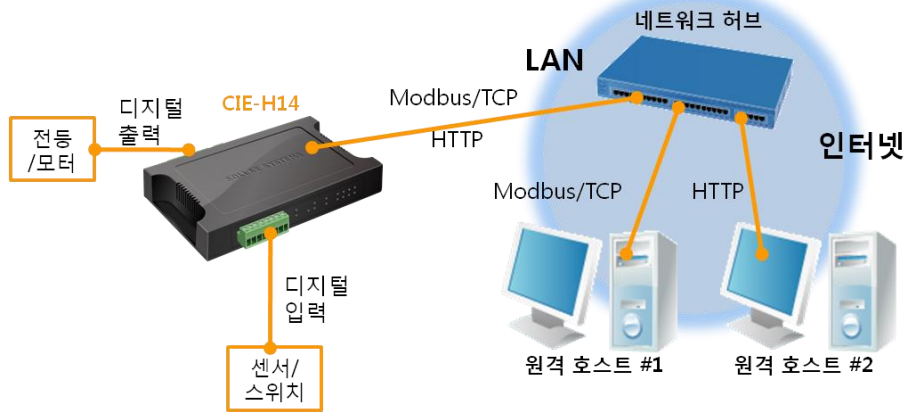 네트워크 허브
LAN
CIE-H14
Modbus/TCP
HTTP
디지털
출력
전등
/모터
인터넷
Modbus/TCP
HTTP
SOLLAE SYSTEMS
디지털
입력
센서/
스위치
원격 호스트 #1
원격 호스트 #2